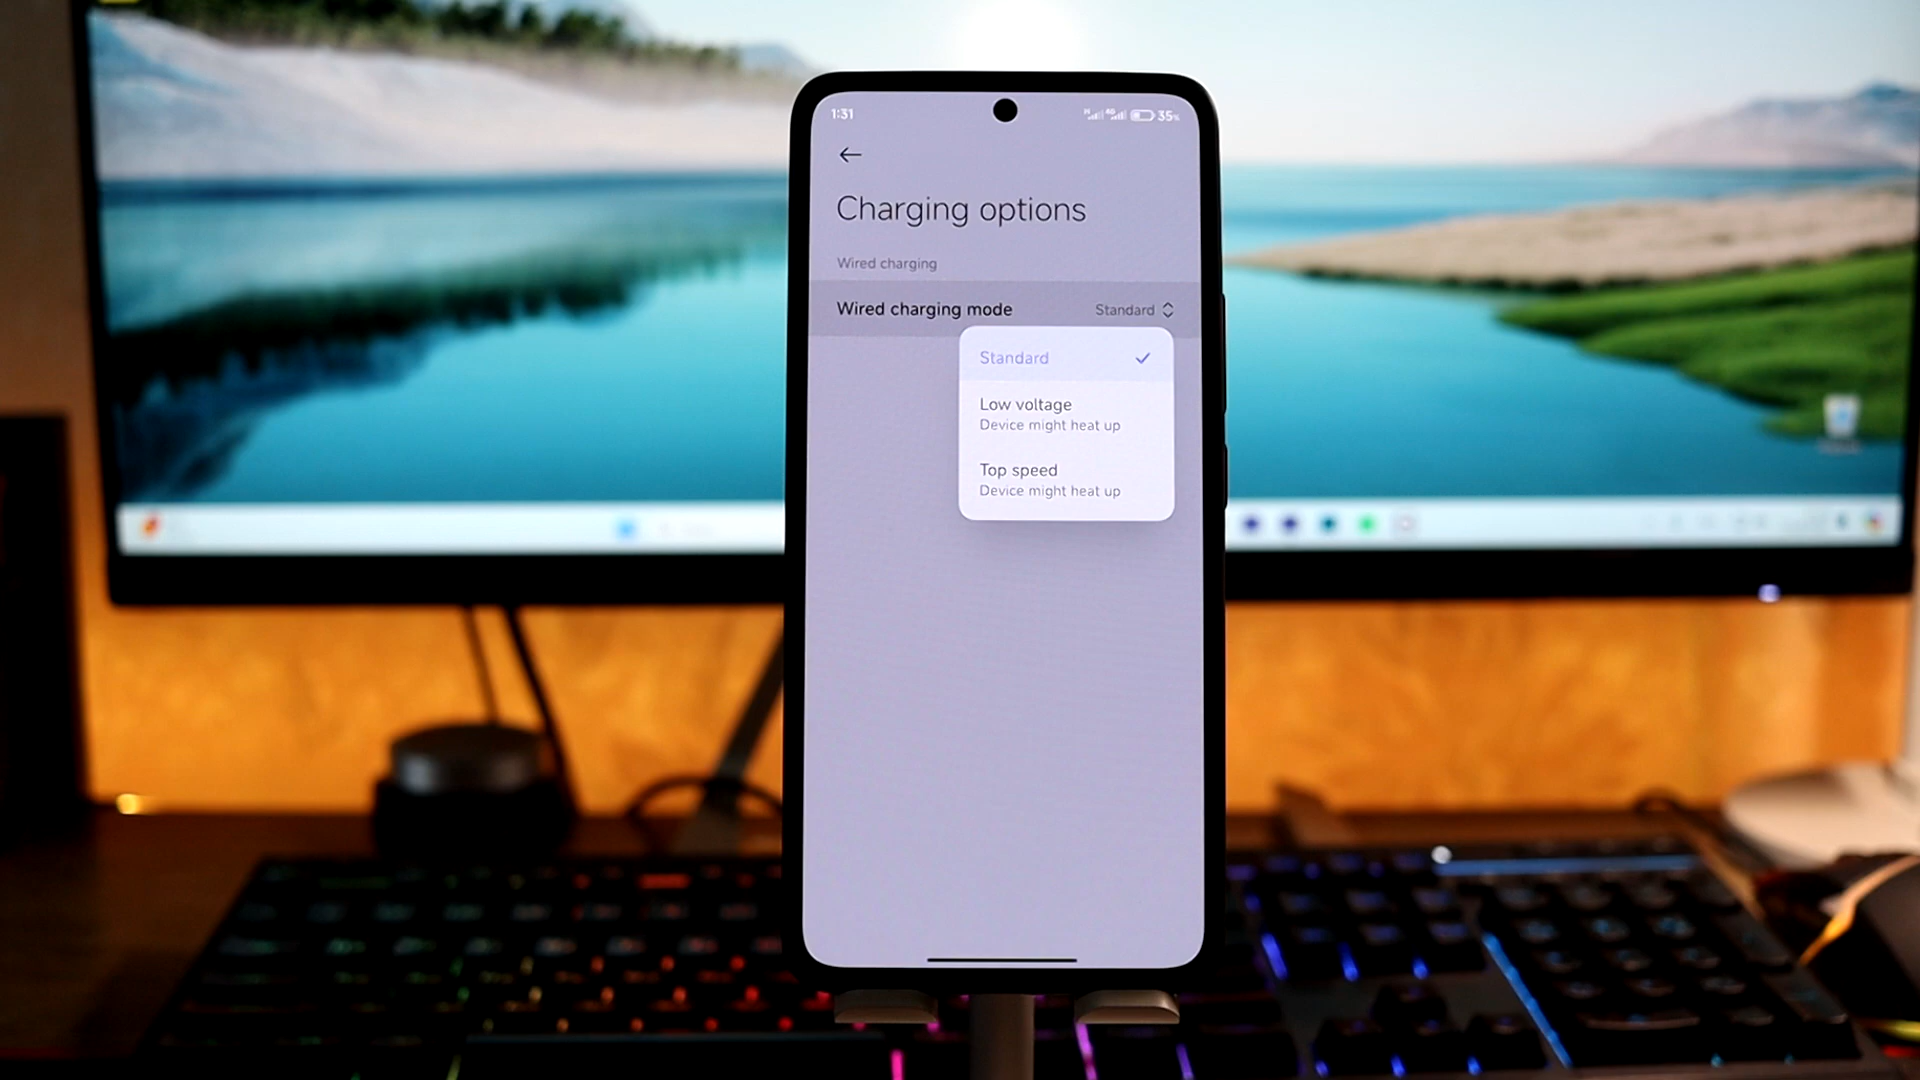 1:31
H 4G 35%
Charging options
Wired charging
Wired charging mode Standard
Standard
Low voltage
Device might heat up
Top speed
Device might heat up